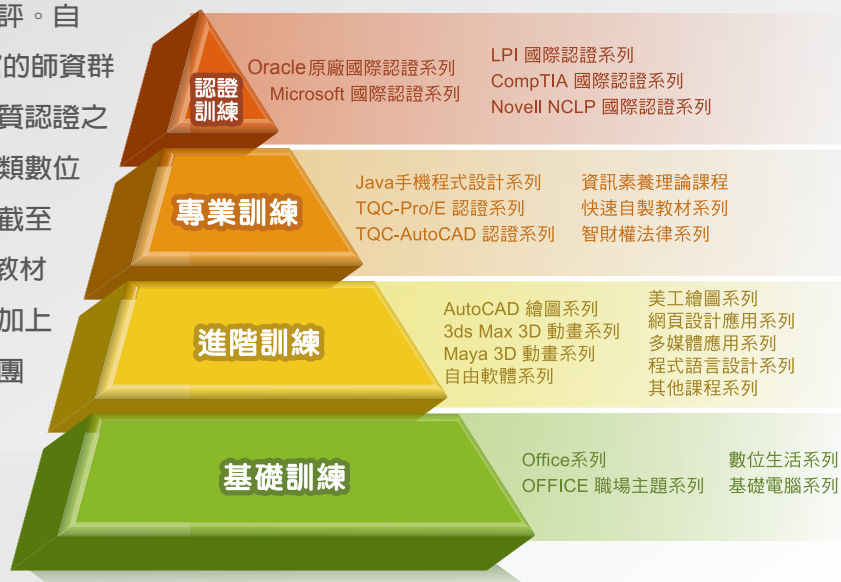 評。自
的師資群
質認證之
類數位
截至
教材
加上
團
認證
訓練
Oracle原廠國際認證系列
Microsoft 國際認證系列
LPI 國際認證系列
CompTIA 國際認證系列
Novell NCLP 國際認證系列
專業訓練
Java手機程式設計系列
TQC-Pro/E 認證系列
TQC-AutoCAD 認證系列
資訊素養理論課程
快速自製教材系列
智財權法律系列
進階訓練
AutoCAD 繪圖系列
3ds Max 3D 動畫系列
Maya 3D 動畫系列
自由軟體系列
美工繪圖系列
網頁設計應用系列
多媒體應用系列
程式語言設計系列
其他課程系列
基礎訓練
Office系列
OFFICE 職場主題系列
數位生活系列
基礎電腦系列